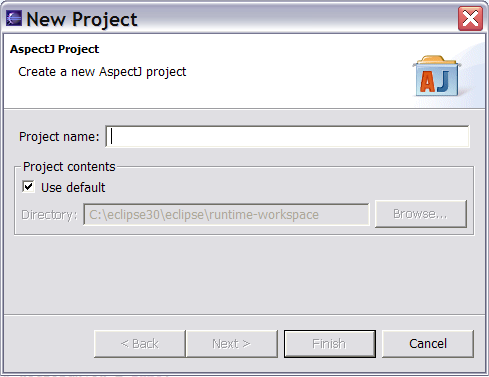 New Project
AspectJ Project
Create a new AspectJ project
AJ
Project name:
Project contents
Use default
Directory: C:\eclipse30\eclipse\runtime-workspace Browse...
< Back Next > Finish Cancel